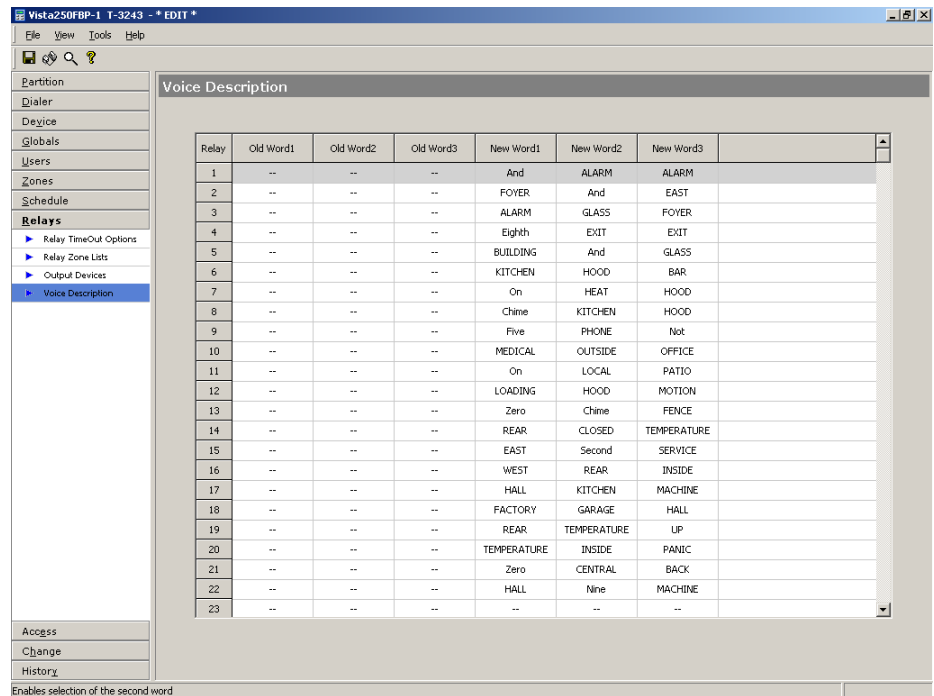 Vista250FBP-1 T-3243 - * EDIT *
File View Tools Help
Partition
Dialer
Device
Globals
Users
Zones
Schedule
Relays
Relay TimeOut Options
Relay Zone Lists
Output Devices
Voice Description
Access
Change
History
Voice Description
Relay Old Word1 Old Word2 Old Word3 New Word1 New Word2 New Word3
1 -- -- -- And ALARM ALARM
2 -- -- -- FOYER And EAST
3 -- -- -- ALARM GLASS FOYER
4 -- -- -- Eighth EXIT EXIT
5 -- -- -- BUILDING And GLASS
6 -- -- -- KITCHEN HOOD BAR
7 -- -- -- On HEAT HOOD
8 -- -- -- Chime KITCHEN HOOD
9 -- -- -- Five PHONE Not
10 -- -- -- MEDICAL OUTSIDE OFFICE
11 -- -- -- On LOCAL PATIO
12 -- -- -- LOADING HOOD MOTION
13 -- -- -- Zero Chime FENCE
14 -- -- -- REAR CLOSED TEMPERATURE
15 -- -- -- EAST Second SERVICE
16 -- -- -- WEST REAR INSIDE
17 -- -- -- HALL KITCHEN MACHINE
18 -- -- -- FACTORY GARAGE HALL
19 -- -- -- REAR TEMPERATURE UP
20 -- -- -- TEMPERATURE INSIDE PANIC
21 -- -- -- Zero CENTRAL BACK
22 -- -- -- HALL Nine MACHINE
23 -- -- -- -- -- --
Enables selection of the second word